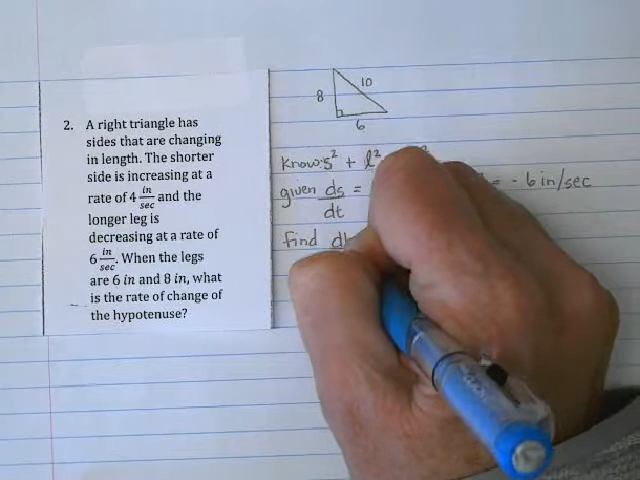 2. A right triangle has
sides that are changing
in length. The shorter
side is increasing at a
rate of 4 in/sec and the
longer leg is
decreasing at a rate of
6 in/sec. When the legs
are 6 in and 8 in, what
is the rate of change of
the hypotenuse?
8
10
6
Know: s² + l²
given ds/dt = = - 6 in/sec
find